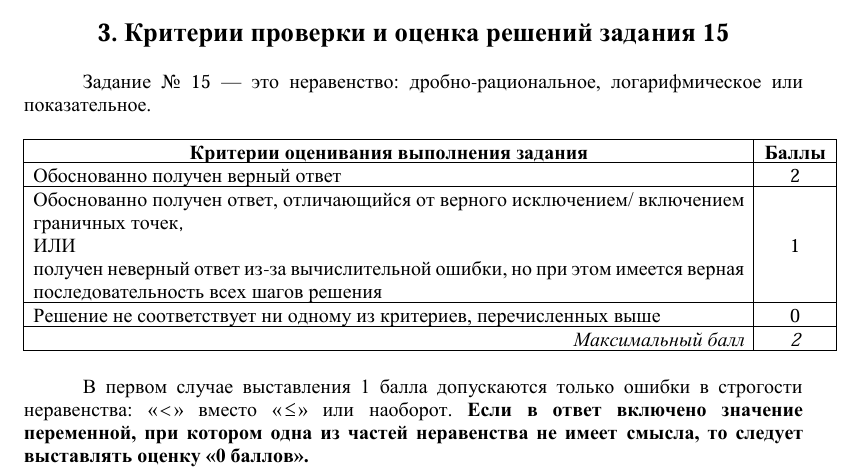 3. Критерии проверки и оценка решений задания 15
Задание № 15 — это неравенство: дробно-рациональное, логарифмическое или
показательное.
Критерии оценивания выполнения задания Баллы
Обоснованно получен верный ответ 2
Обоснованно получен ответ, отличающийся от верного исключением/ включением
граничных точек,
ИЛИ 1
получен неверный ответ из-за вычислительной ошибки, но при этом имеется верная
последовательность всех шагов решения
Решение не соответствует ни одному из критериев, перечисленных выше 0
Максимальный балл 2
В первом случае выставления 1 балла допускаются только ошибки в строгости
неравенства: «<» вместо «≤» или наоборот. Если в ответ включено значение
переменной, при котором одна из частей неравенства не имеет смысла, то следует
выставлять оценку «0 баллов».